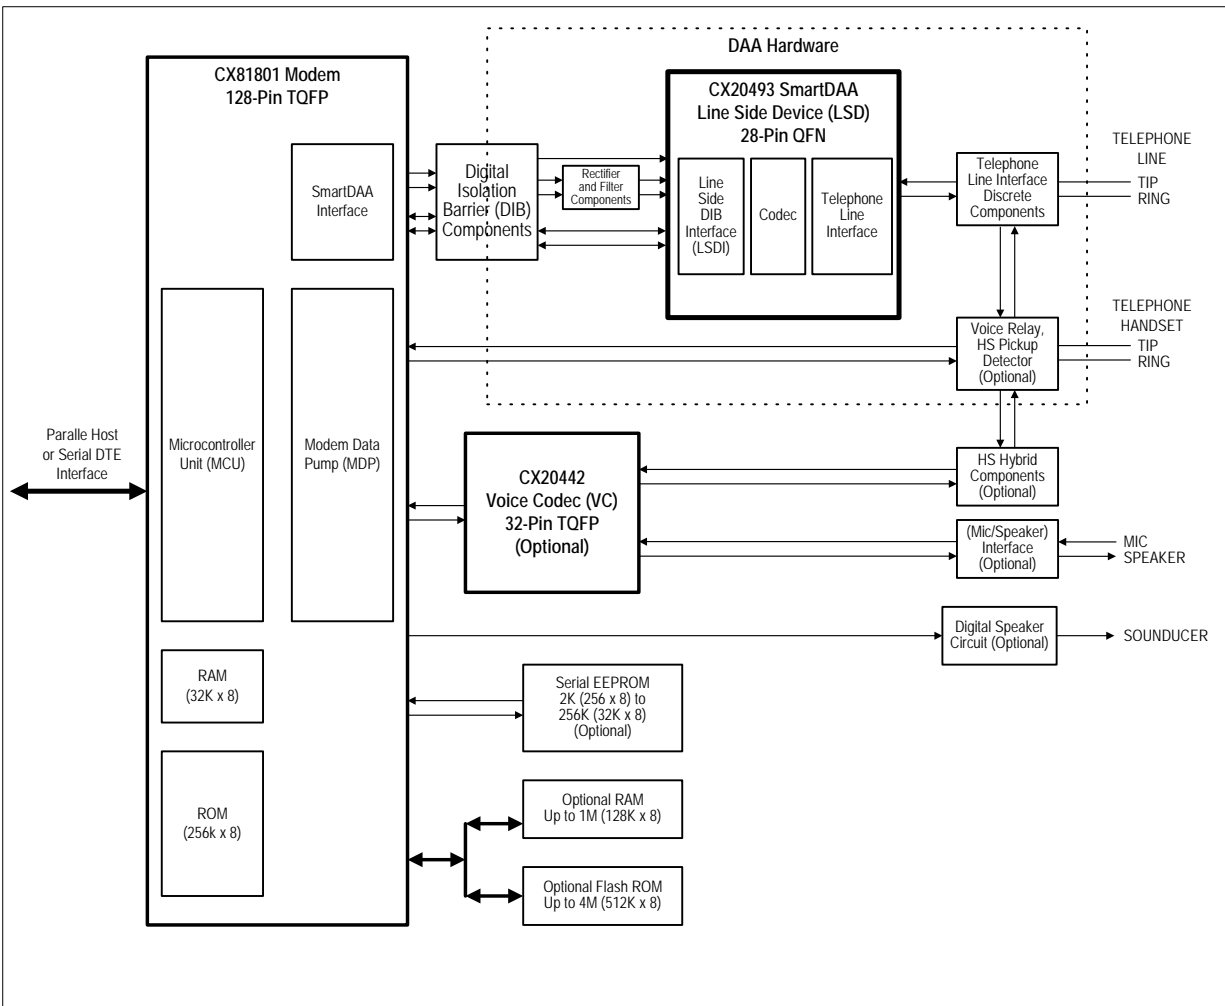 DAA Hardware
CX81801 Modem
128-Pin TQFP
CX20493 SmartDAA
Line Side Device (LSD)
28-Pin QFN
SmartDAA
Interface
Digital
Isolation
Barrier (DIB)
Components
Rectifier
and Filter
Components
Line
Side
DIB
Interface
(LSDI)
Codec
Telephone
Line
Interface
Telephone
Line Interface
Discrete
Components
TELEPHONE
LINE
TIP
RING
TELEPHONE
HANDSET
TIP
RING
Voice Relay,
HS Pickup
Detector
(Optional)
Paralle Host
or Serial DTE
Interface
Microcontroller
Unit (MCU)
Modem Data
Pump (MDP)
CX20442
Voice Codec (VC)
32-Pin TQFP
(Optional)
HS Hybrid
Components
(Optional)
(Mic/Speaker)
Interface
(Optional)
MIC
SPEAKER
Digital Speaker
Circuit (Optional)
SOUNDUCER
RAM
(32K x 8)
Serial EEPROM
2K (256 x 8) to
256K (32K x 8)
(Optional)
ROM
(256k x 8)
Optional RAM
Up to 1M (128K x 8)
Optional Flash ROM
Up to 4M (512K x 8)